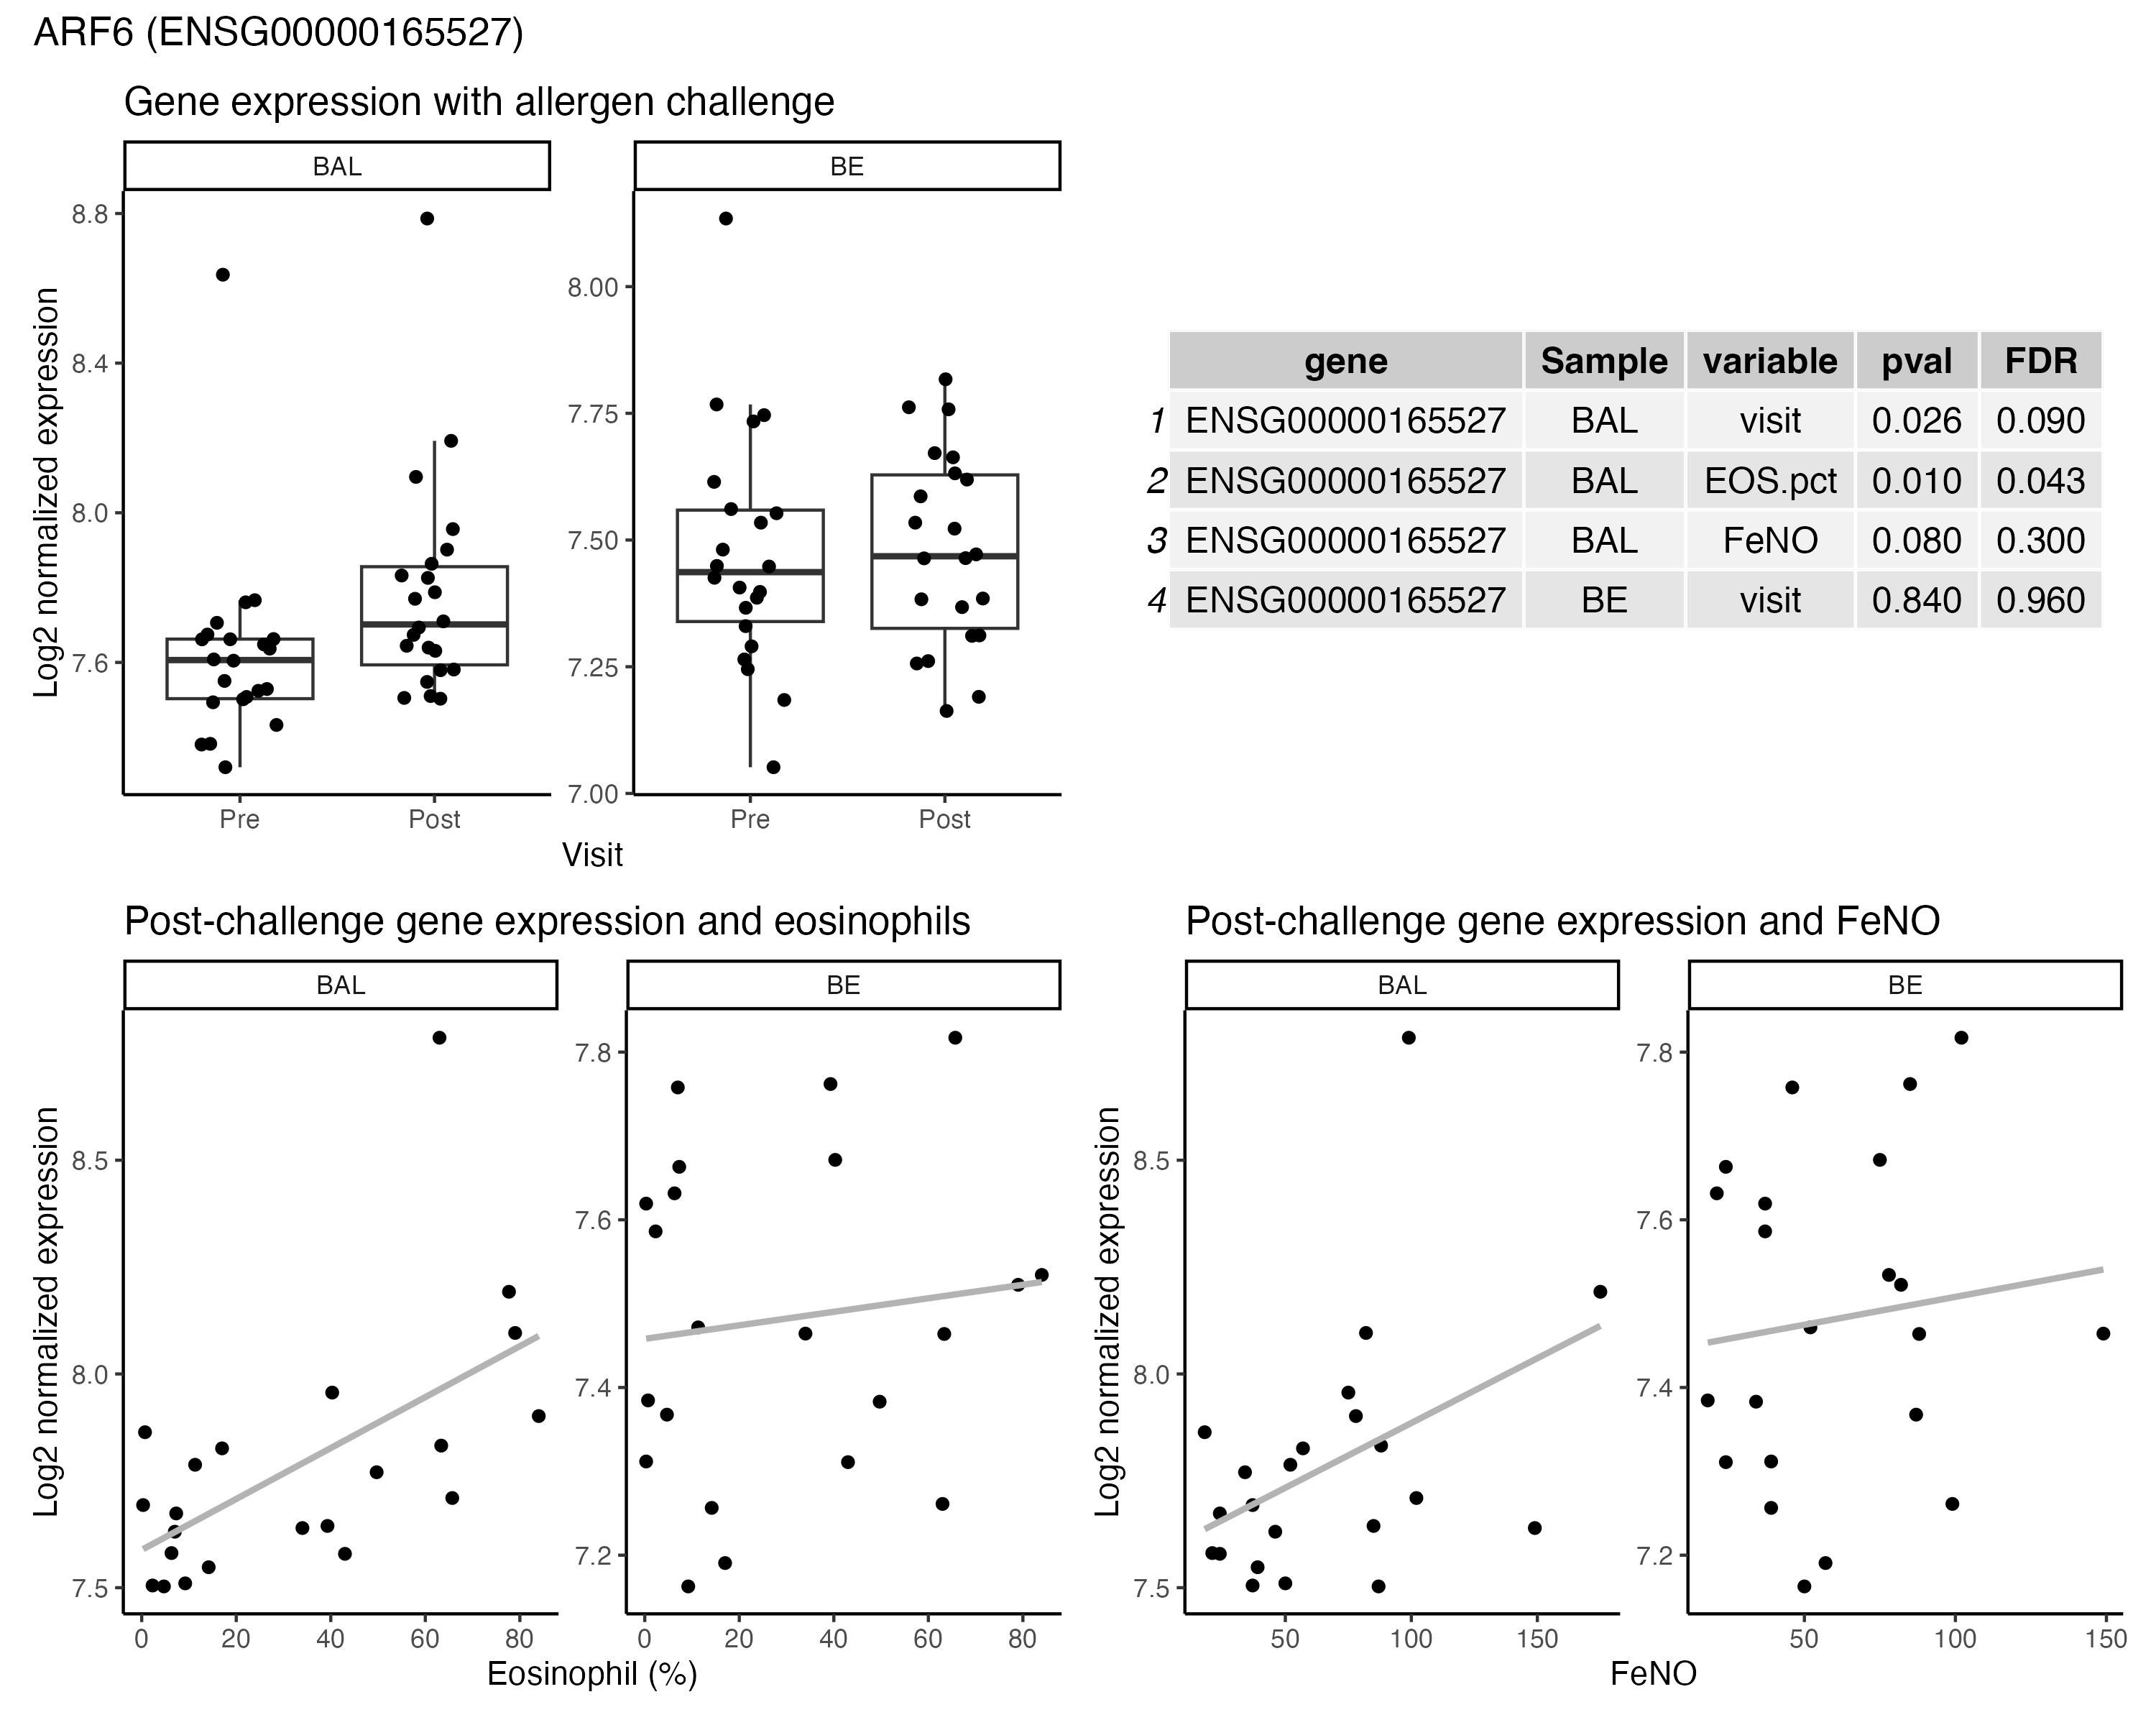 ARF6 (ENSG00000165527)
Gene expression with allergen challenge
BAL
BE
Log2 normalized expression
8.8
8.4
8.0
7.6
8.00
7.75
7.50
7.25
7.00
Pre
Post
Pre
Post
Visit
gene Sample variable pval FDR
1 ENSG00000165527 BAL visit 0.026 0.090
2 ENSG00000165527 BAL EOS.pct 0.010 0.043
3 ENSG00000165527 BAL FeNO 0.080 0.300
4 ENSG00000165527 BE visit 0.840 0.960
Post-challenge gene expression and eosinophils
BAL
BE
Log2 normalized expression
8.5
8.0
7.5
7.8
7.6
7.4
7.2
0 20 40 60 80
0 20 40 60 80
Eosinophil (%)
Post-challenge gene expression and FeNO
BAL
BE
Log2 normalized expression
8.5
8.0
7.5
7.8
7.6
7.4
7.2
50 100 150
50 100 150
FeNO